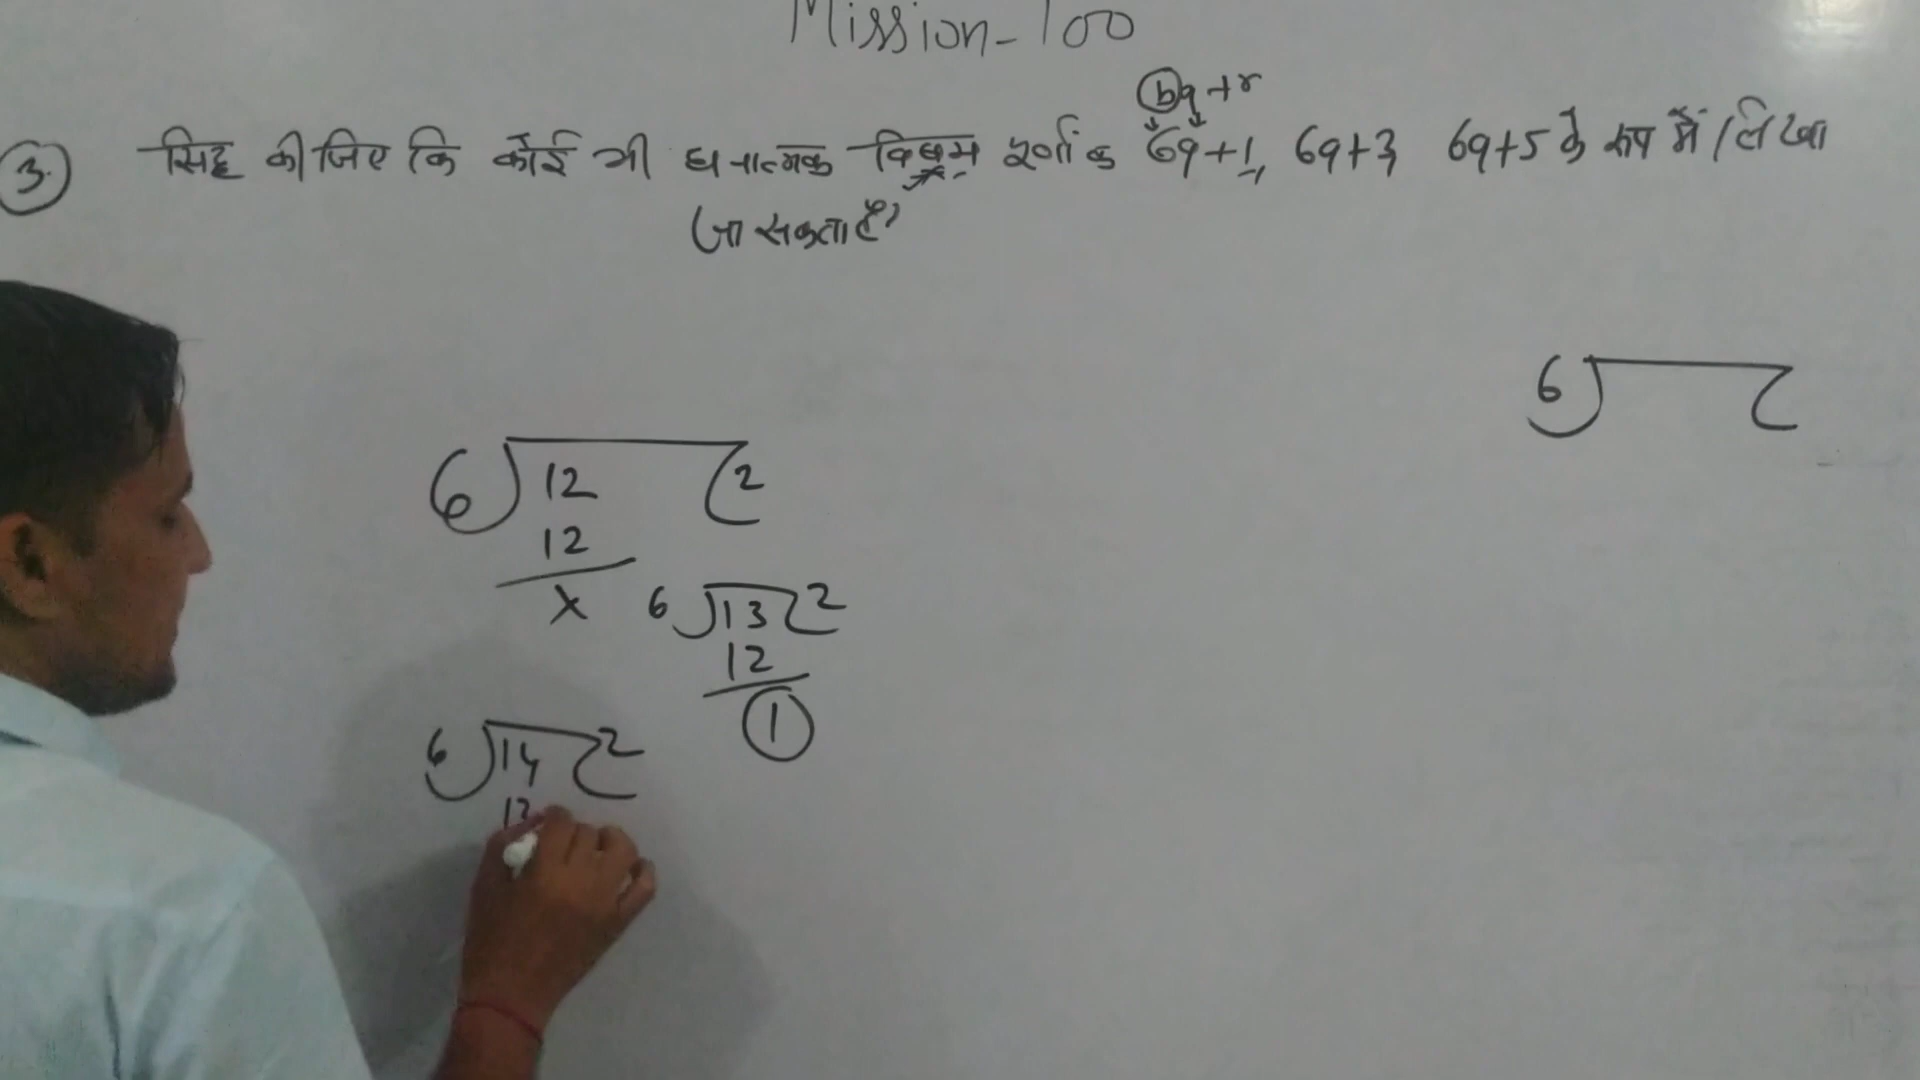 Mission-100
bq+r
3. सिद्ध कीजिए कि कोई भी धनात्मक विषम पूर्णांक 6q+1, 6q+3, 6q+5 के रूप में लिखा
जा सकता है।
6
6 12 2
12
x
6 13 2
12
1
6 14 2
12